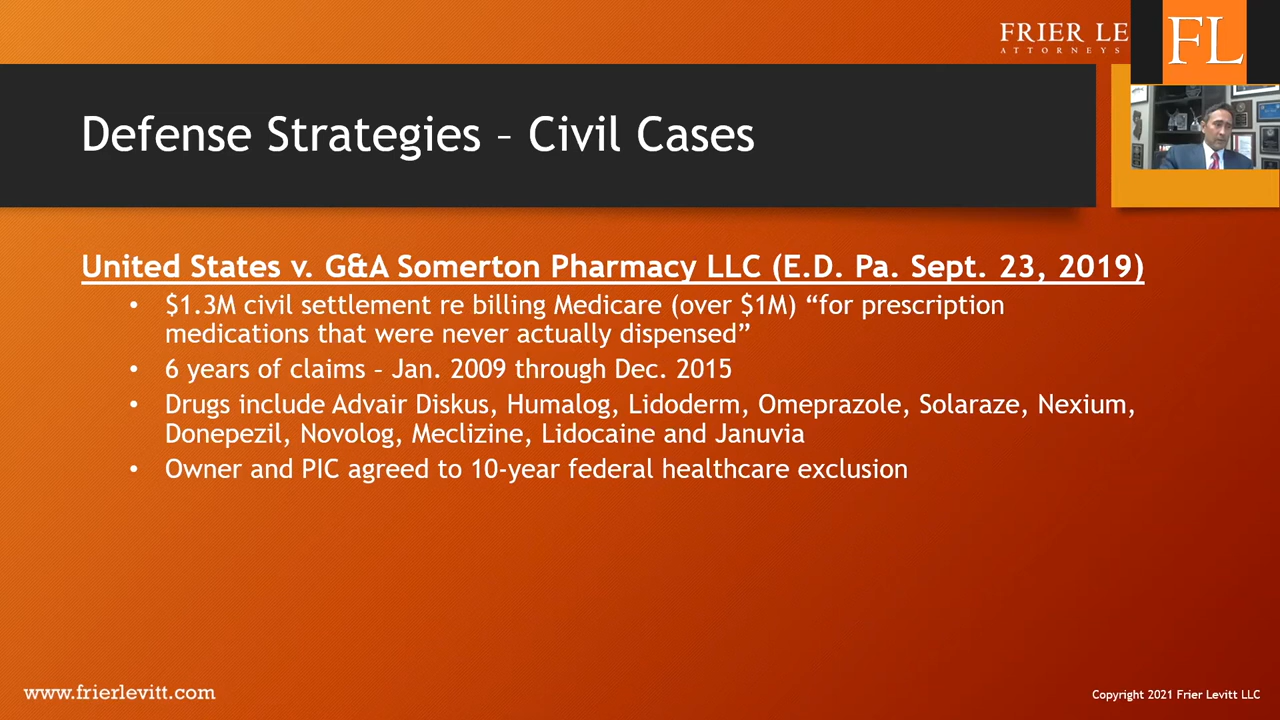 FRIER LE
ATTORNEYS
FL
Defense Strategies – Civil Cases
United States v. G&A Somerton Pharmacy LLC (E.D. Pa. Sept. 23, 2019)
• $1.3M civil settlement re billing Medicare (over $1M) “for prescription
medications that were never actually dispensed”
• 6 years of claims – Jan. 2009 through Dec. 2015
• Drugs include Advair Diskus, Humalog, Lidoderm, Omeprazole, Solaraze, Nexium,
Donepezil, Novolog, Meclizine, Lidocaine and Januvia
• Owner and PIC agreed to 10-year federal healthcare exclusion
www.frierlevitt.com
Copyright 2021 Frier Levitt LLC